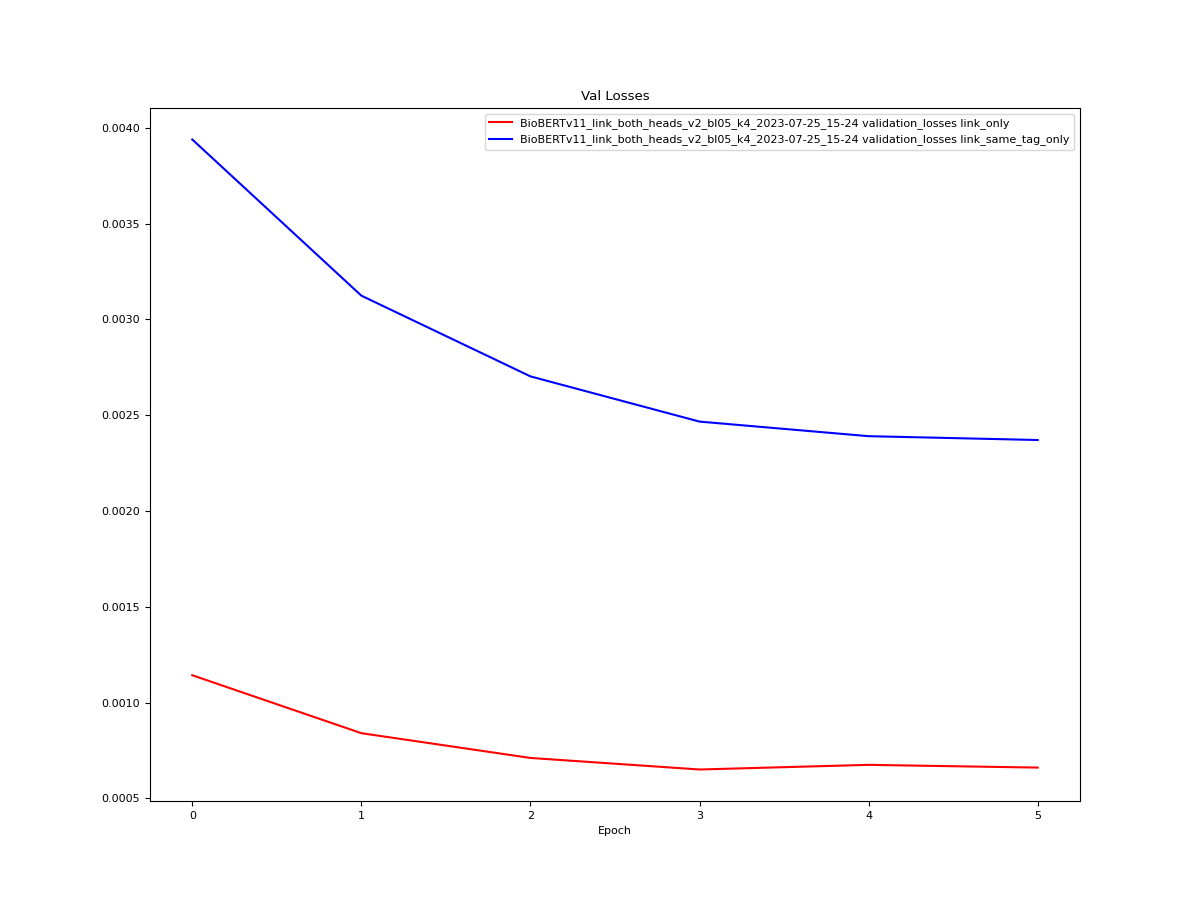 Val Losses
BioBERTv11_link_both_heads_v2_bl05_k4_2023-07-25_15-24 validation_losses link_only
BioBERTv11_link_both_heads_v2_bl05_k4_2023-07-25_15-24 validation_losses link_same_tag_only
0.0040
0.0035
0.0030
0.0025
0.0020
0.0015
0.0010
0.0005
0 1 2 3 4 5
Epoch